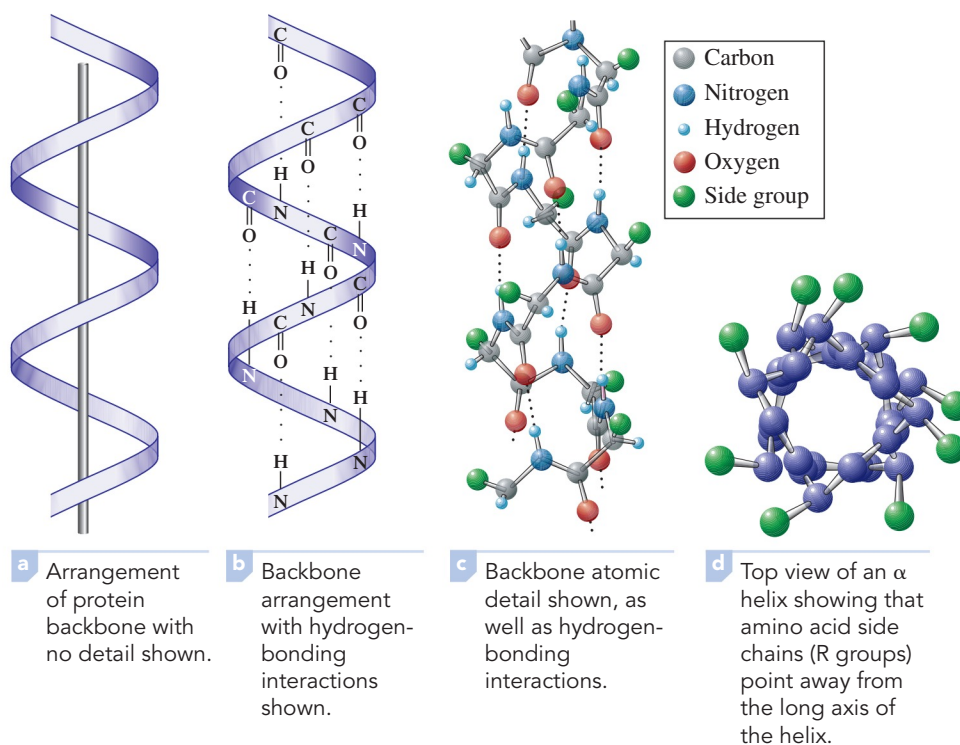 C
O
C
C
O
O
H
C
N
H
O
C
N
H
O
C
H
N
C
O
O
N
H
H
N
H
N
N
Carbon
Nitrogen
Hydrogen
Oxygen
Side group
a Arrangement
of protein
backbone with
no detail shown.
b Backbone
arrangement
with hydrogen-
bonding
interactions
shown.
c Backbone atomic
detail shown, as
well as hydrogen-
bonding
interactions.
d Top view of an α
helix showing that
amino acid side
chains (R groups)
point away from
the long axis of
the helix.